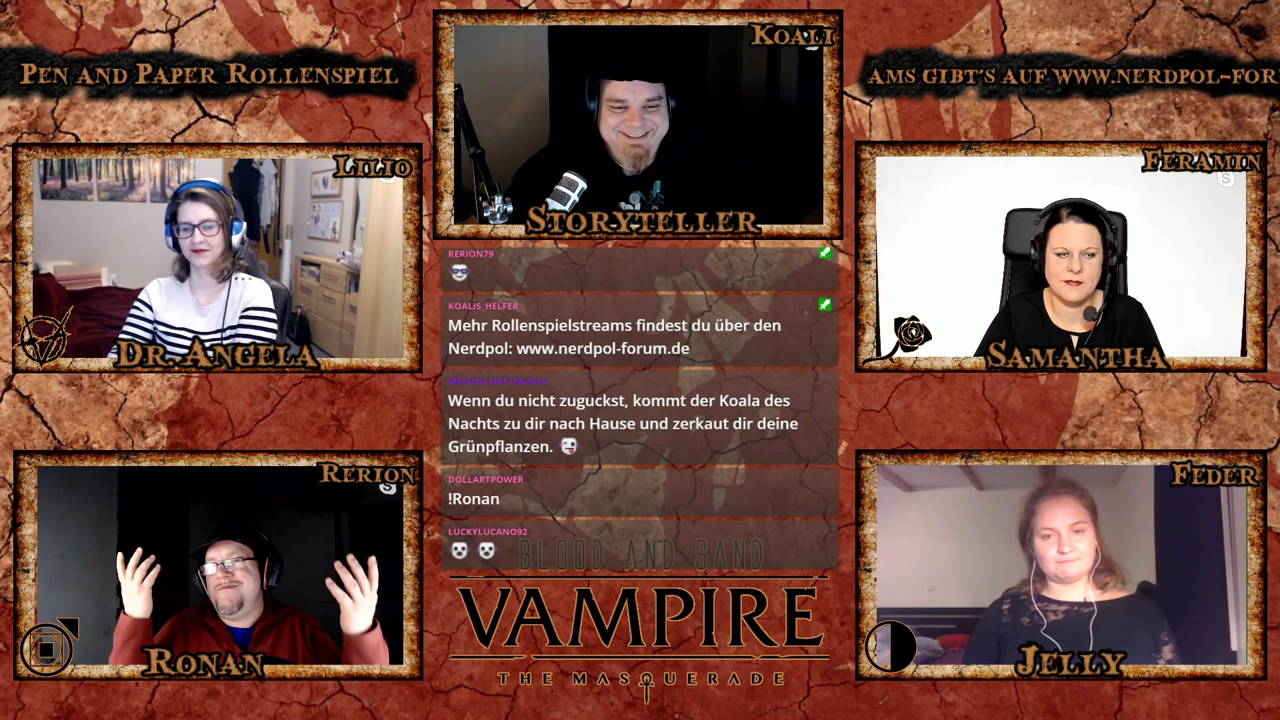 KOALI
PEN AND PAPER ROLLENSPIEL
AMS GIBT'S AUF WWW.NERDPOL-FOR
LILIO
FERAMIN
STORYTELLER
RERION79
KOALIS_HELFER
Mehr Rollenspielstreams findest du über den
Nerdpol: www.nerdpol-forum.de
DR. ANGELA
SAMANTHA
Wenn du nicht zuguckst, kommt der Koala des
Nachts zu dir nach Hause und zerkaut dir deine
Grünpflanzen.
RERION
FEDER
DOLLARTPOWER
!Ronan
LUCKYLUCANO92
BLOOD AND SAND
VAMPIRE
THE MASQUERADE
RONAN
JELLY